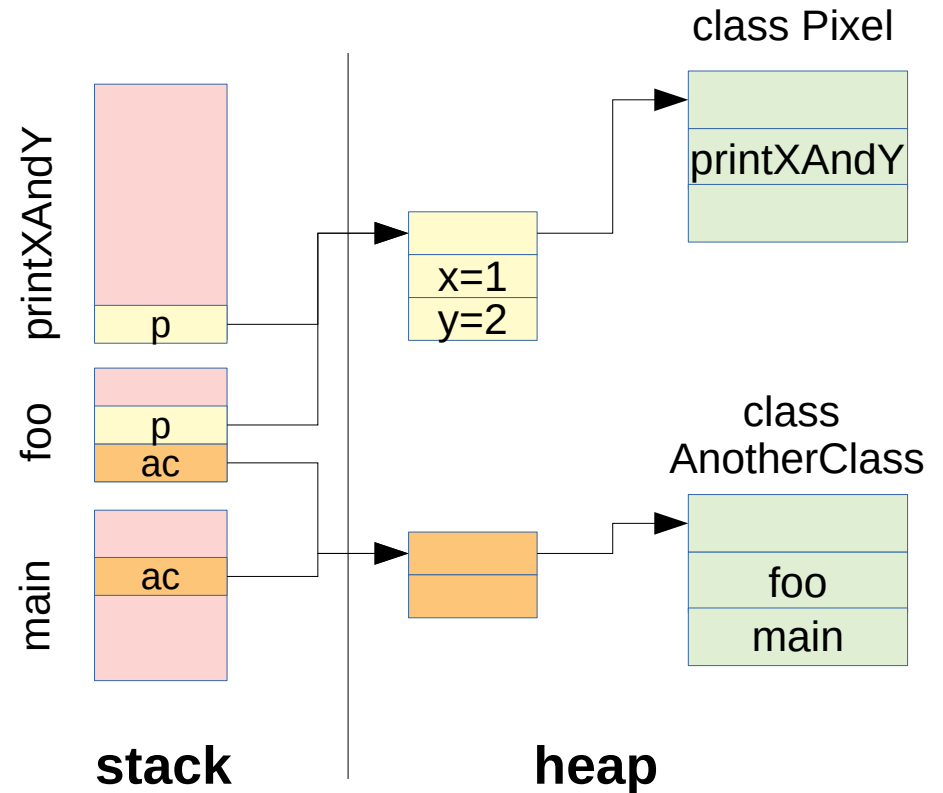 class Pixel
printXAndY
printXAndY
p
x=1
y=2
foo
p
ac
class
AnotherClass
main
ac
foo
main
stack
heap